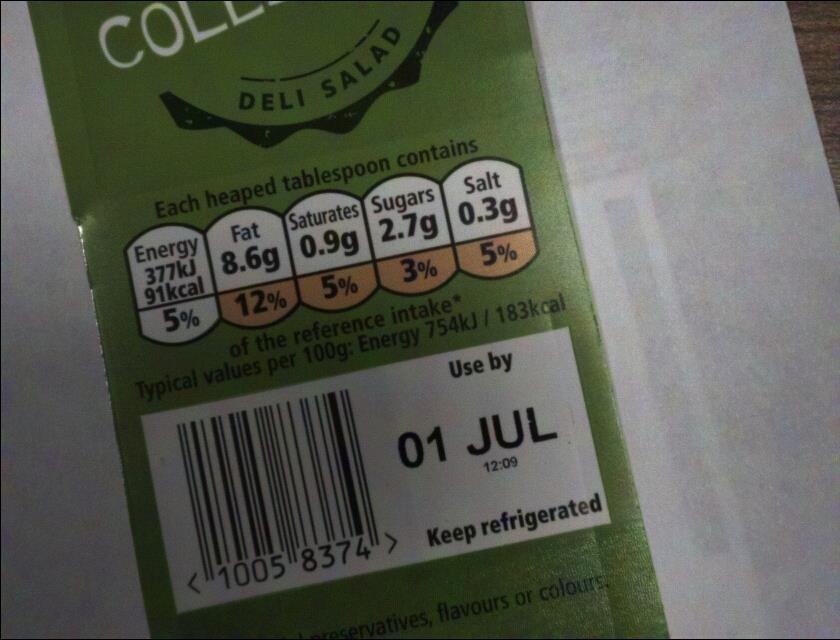 DELI SALAD
Each heaped tablespoon contains
Energy
377kJ
91kcal
5%
Fat
8.6g
12%
Saturates
0.9g
5%
Sugars
2.7g
3%
Salt
0.3g
5%
of the reference intake*
Typical values per 100g: Energy 754kJ / 183kcal
Use by
01 JUL
12:09
Keep refrigerated
< 1005 8374 >
preservatives, flavours or colours.